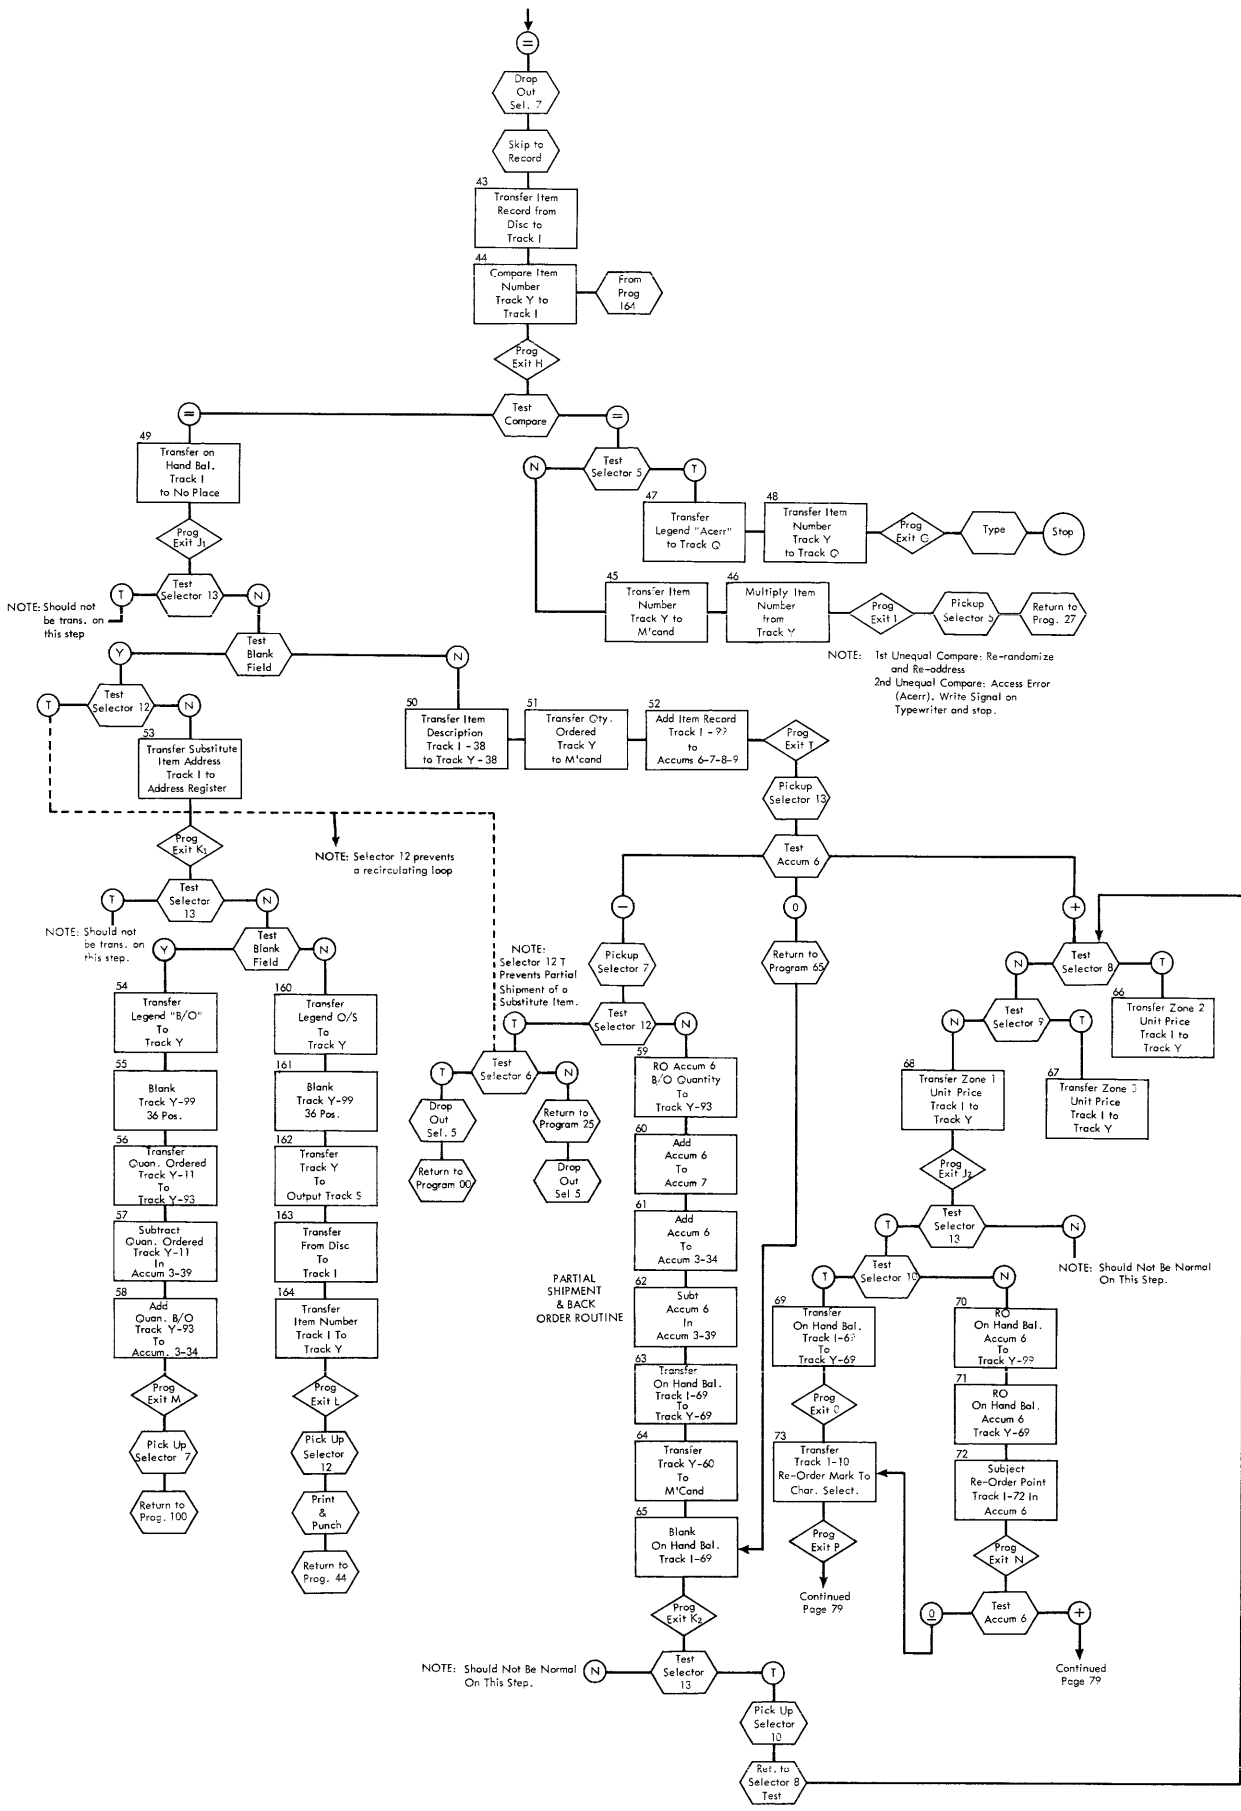 =
Drop
Out
Sel. 7
Skip to
Record
43
Transfer Item
Record from
Disc to
Track I
44
Compare Item
Number
Track Y to
Track I
From
Prog
164
Prog
Exit H
Test
Compare
=
=
49
Transfer on
Hand Bal.
Track I
to No Place
Prog
Exit J1
Test
Selector 13
T
N
NOTE: Should not
be trans. on
this step
Test
Selector 5
N
T
47
Transfer
Legend "Acerr"
to Track Q
48
Transfer Item
Number
Track Y
to Track Q
Prog
Exit G
Type
Stop
45
Transfer Item
Number
Track Y to
M'cand
46
Multiply Item
Number
from
Track Y
Prog
Exit I
Pickup
Selector 5
Return to
Prog. 27
NOTE: 1st Unequal Compare: Re-randomize
and Re-address
2nd Unequal Compare: Access Error
(Acerr). Write Signal on
Typewriter and stop.
Test
Blank
Field
Y
N
Test
Selector 12
T
N
53
Transfer Substitute
Item Address
Track I to
Address Register
50
Transfer Item
Description
Track I - 38
to Track Y - 38
51
Transfer Qty.
Ordered
Track Y
to M'cand
52
Add Item Record
Track I - 99
to
Accums 6-7-8-9
Prog
Exit T
Pickup
Selector 13
Test
Accum 6
Prog
Exit K1
NOTE: Selector 12 prevents
a recirculating loop
Test
Selector
13
T
N
NOTE: Should not
be trans. on
this step.
Test
Blank
Field
Y
N
54
Transfer
Legend "B/O"
To
Track Y
55
Blank
Track Y-99
36 Pos.
56
Transfer
Quan. Ordered
Track Y-11
To
Track Y-93
57
Subtract
Quan. Ordered
Track Y-11
In
Accum 3-39
58
Add
Quan. B/O
Track Y-93
To
Accum. 3-34
Prog
Exit M
Pick Up
Selector 7
Return to
Prog. 100
160
Transfer
Legend O/S
To
Track Y
161
Blank
Track Y-99
36 Pos.
162
Transfer
Track Y
To
Output Track S
163
Transfer
From Disc
To
Track I
164
Transfer
Item Number
Track I To
Track Y
Prog
Exit L
Pick Up
Selector
12
Print
&
Punch
Return to
Prog. 44
−
0
+
Pickup
Selector 7
NOTE:
Selector 12 T
Prevents Partial
Shipment of a
Substitute Item.
Test
Selector 12
T
N
Test
Selector 6
T
N
Drop
Out
Sel. 5
Return to
Program 00
Return to
Program 25
Drop
Out
Sel 5
59
RO Accum 6
B/O Quantity
To
Track Y-93
60
Add
Accum 6
To
Accum 7
61
Add
Accum 6
To
Accum 3-34
PARTIAL
SHIPMENT
& BACK
ORDER ROUTINE
62
Subt
Accum 6
In
Accum 3-39
63
Transfer
On Hand Bal.
Track I-69
To
Track Y-69
64
Transfer
Track Y-60
To
M'Cand
65
Blank
On Hand Bal.
Track I-69
Prog
Exit K2
Test
Selector
13
N
T
NOTE: Should Not Be Normal
On This Step.
Pick Up
Selector
10
Ret. to
Selector 8
Test
Return to
Program 65
Test
Selector 8
N
T
66
Transfer Zone 2
Unit Price
Track I to
Track Y
Test
Selector 9
N
T
67
Transfer Zone 3
Unit Price
Track I to
Track Y
68
Transfer Zone 1
Unit Price
Track I to
Track Y
Prog
Exit J2
Test
Selector
13
T
N
NOTE: Should Not Be Normal
On This Step.
Test
Selector 10
T
N
69
Transfer
On Hand Bal.
Track I-69
To
Track Y-69
Prog
Exit O
73
Transfer
Track 1-10
Re-Order Mark To
Char. Select.
Prog
Exit P
Continued
Page 79
70
RO
On Hand Bal.
Accum 6
To
Track Y-99
71
RO
On Hand Bal.
Accum 6
Track Y-69
72
Subject
Re-Order Point
Track I-72 In
Accum 6
Prog
Exit N
Test
Accum 6
0
+
Continued
Page 79